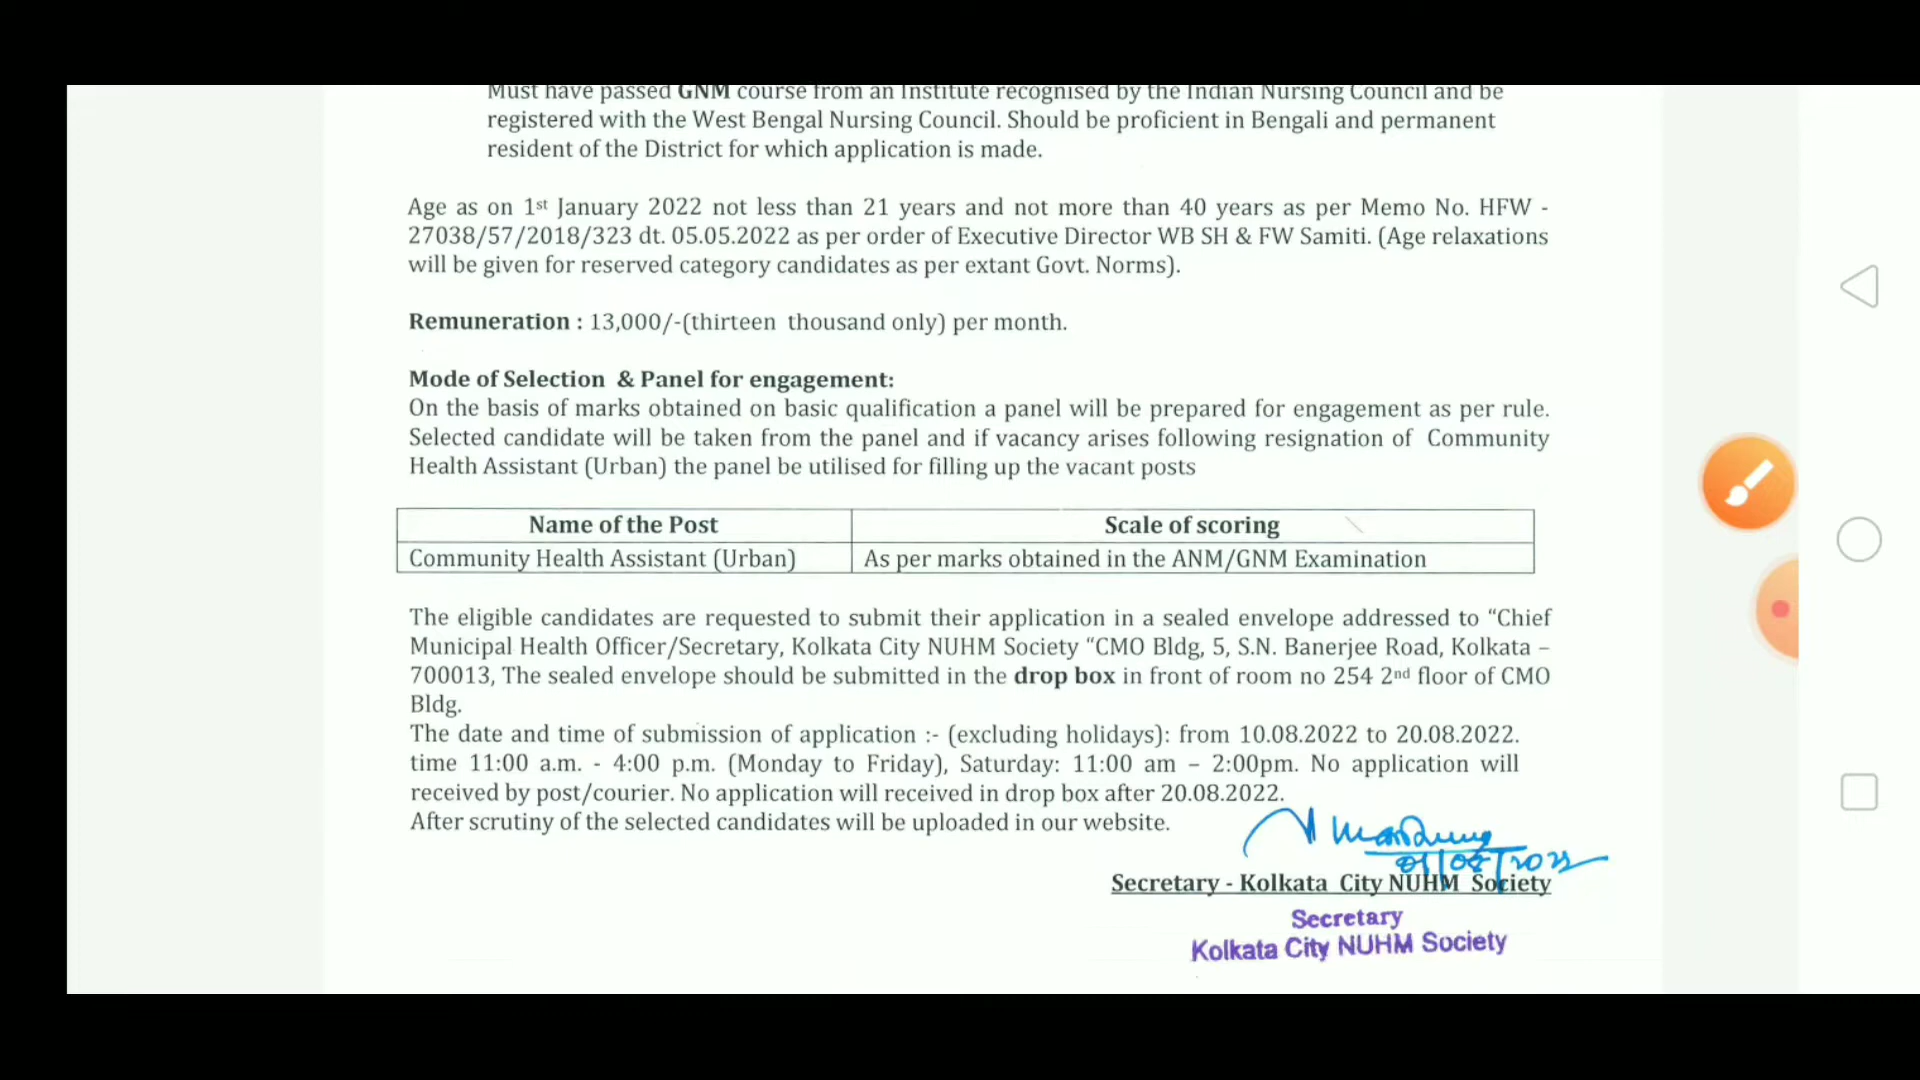 Must have passed GNM course from an Institute recognised by the Indian Nursing Council and be
registered with the West Bengal Nursing Council. Should be proficient in Bengali and permanent
resident of the District for which application is made.
Age as on 1st January 2022 not less than 21 years and not more than 40 years as per Memo No. HFW -
27038/57/2018/323 dt. 05.05.2022 as per order of Executive Director WB SH & FW Samiti. (Age relaxations
will be given for reserved category candidates as per extant Govt. Norms).
Remuneration : 13,000/-(thirteen thousand only) per month.
Mode of Selection & Panel for engagement:
On the basis of marks obtained on basic qualification a panel will be prepared for engagement as per rule.
Selected candidate will be taken from the panel and if vacancy arises following resignation of Community
Health Assistant (Urban) the panel be utilised for filling up the vacant posts
Name of the Post Scale of scoring
Community Health Assistant (Urban) As per marks obtained in the ANM/GNM Examination
The eligible candidates are requested to submit their application in a sealed envelope addressed to “Chief
Municipal Health Officer/Secretary, Kolkata City NUHM Society “CMO Bldg, 5, S.N. Banerjee Road, Kolkata –
700013, The sealed envelope should be submitted in the drop box in front of room no 254 2nd floor of CMO
Bldg.
The date and time of submission of application :- (excluding holidays): from 10.08.2022 to 20.08.2022.
time 11:00 a.m. - 4:00 p.m. (Monday to Friday), Saturday: 11:00 am – 2:00pm. No application will
received by post/courier. No application will received in drop box after 20.08.2022.
After scrutiny of the selected candidates will be uploaded in our website.
Secretary - Kolkata City NUHM Society
Secretary
Kolkata City NUHM Society